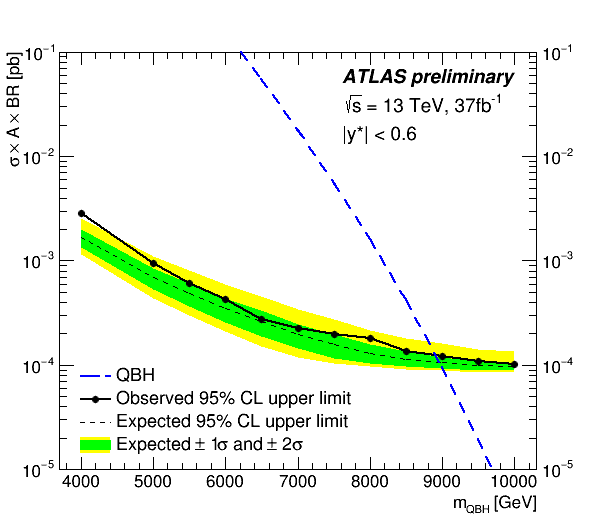 σ × A × BR [pb]
10⁻¹
10⁻²
10⁻³
10⁻⁴
10⁻⁵
ATLAS preliminary
√s = 13 TeV, 37fb⁻¹
|y*| < 0.6
QBH
Observed 95% CL upper limit
Expected 95% CL upper limit
Expected ± 1σ and ± 2σ
10⁻¹
10⁻²
10⁻³
10⁻⁴
10⁻⁵
4000 5000 6000 7000 8000 9000 10000
m_QBH [GeV]